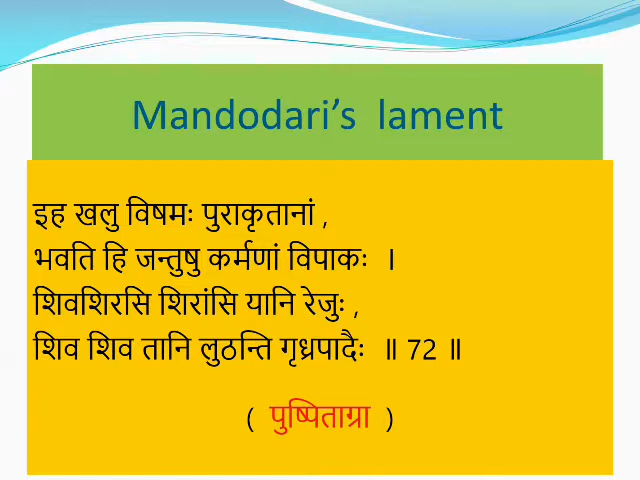 Mandodari’s lament
इह खलु विषमः पुराकृतानां ,
भवति हि जन्तुषु कर्मणां विपाकः ।
शिवशिरसि शिरांसि यानि रेजुः ,
शिव शिव तानि लुठन्ति गृध्रपादैः ॥ 72 ॥
( पुष्पिताग्रा )